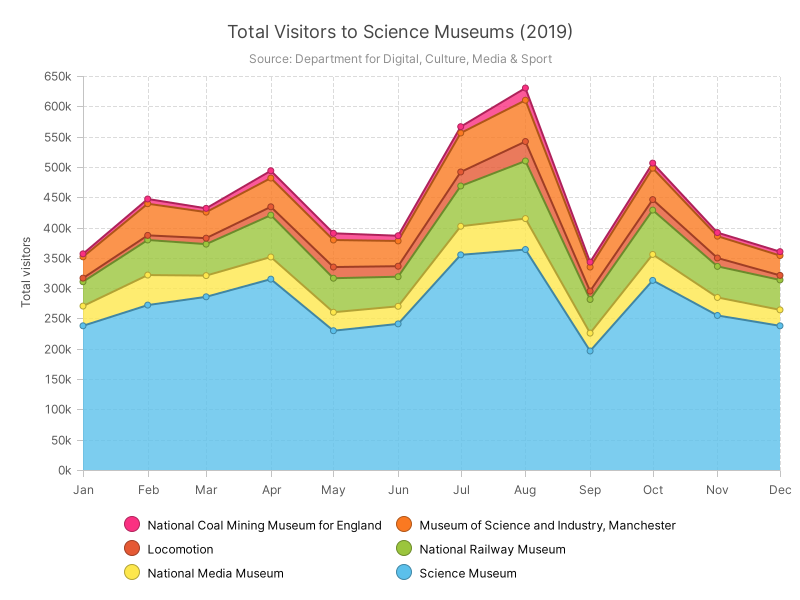 Total Visitors to Science Museums (2019)
Source: Department for Digital, Culture, Media & Sport
Total visitors
650k
600k
550k
500k
450k
400k
350k
300k
250k
200k
150k
100k
50k
0k
Jan Feb Mar Apr May Jun Jul Aug Sep Oct Nov Dec
National Coal Mining Museum for England Museum of Science and Industry, Manchester
Locomotion National Railway Museum
National Media Museum Science Museum